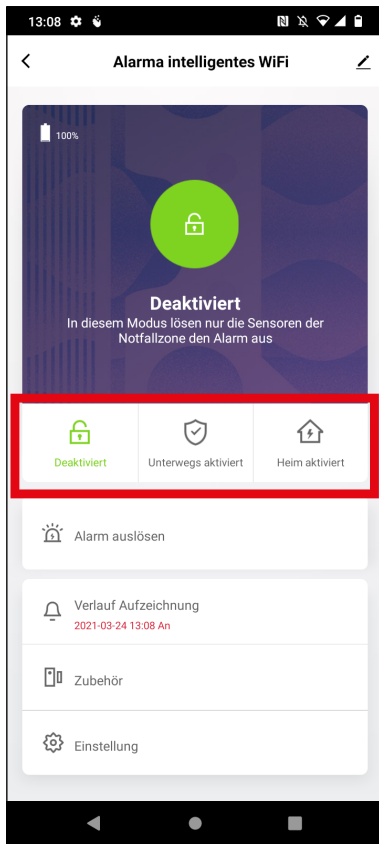 13:08
Alarma intelligentes WiFi
100%
Deaktiviert
In diesem Modus lösen nur die Sensoren der
Notfallzone den Alarm aus
Deaktiviert
Unterwegs aktiviert
Heim aktiviert
Alarm auslösen
Verlauf Aufzeichnung
2021-03-24 13:08 An
Zubehör
Einstellung